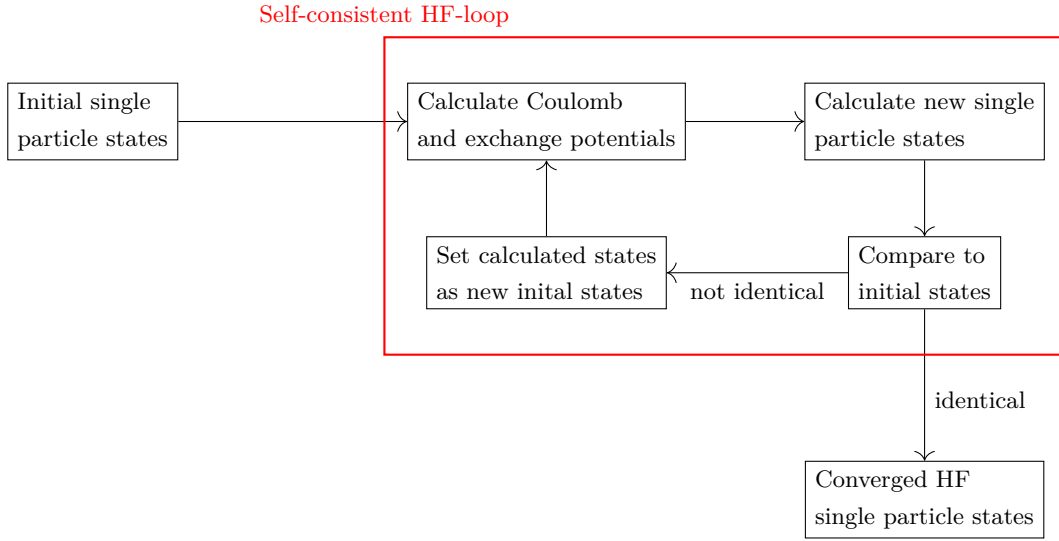 Self-consistent HF-loop
Initial single
particle states
Calculate Coulomb
and exchange potentials
Calculate new single
particle states
Set calculated states
as new inital states
not identical
Compare to
initial states
identical
Converged HF
single particle states